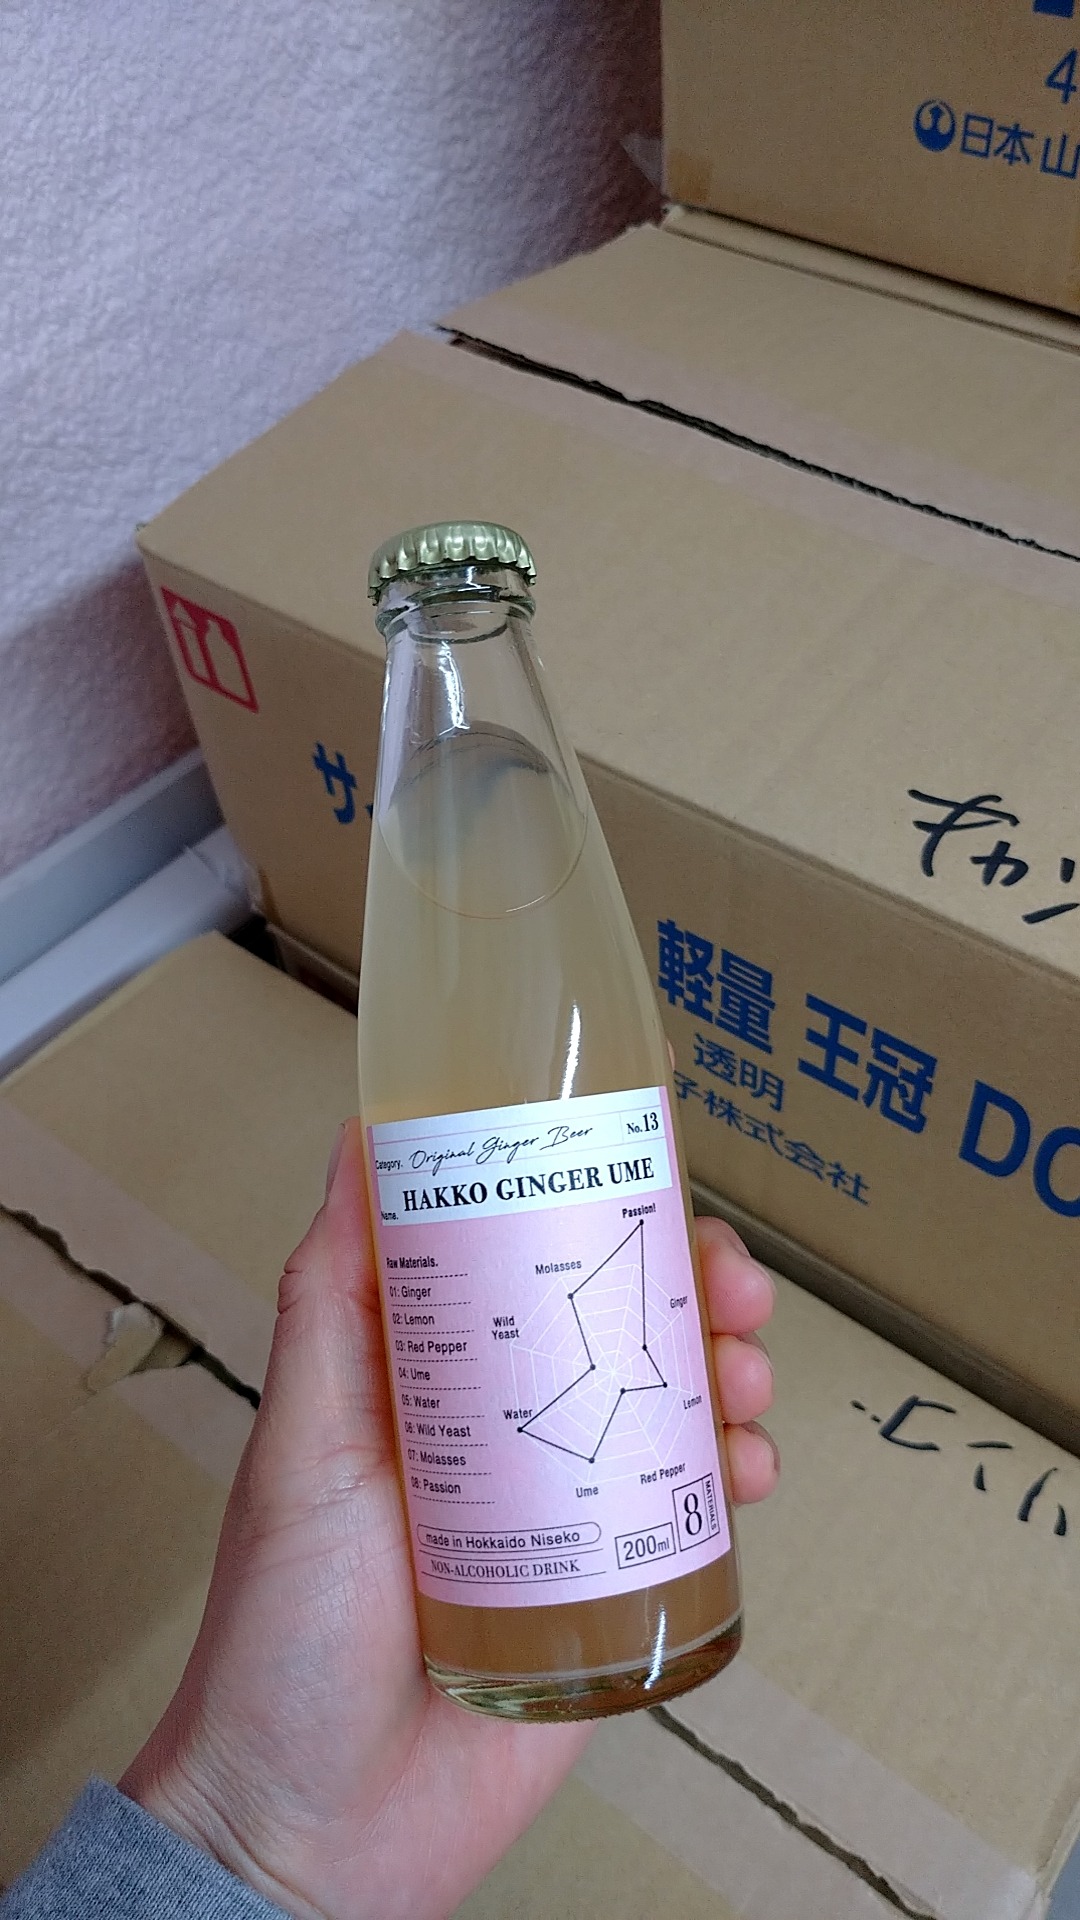 4
日本山
サ
キャッ
軽量 王冠 DO
透明
子株式会社
Category. Original Ginger Beer No.13
Name. HAKKO GINGER UME
Raw Materials.
01: Ginger
02: Lemon
03: Red Pepper
04: Ume
05: Water
06: Wild Yeast
07: Molasses
08: Passion
Passion!
Molasses
Ginger
Wild
Yeast
Lemon
Water
Red Pepper
Ume
made in Hokkaido Niseko
NON-ALCOHOLIC DRINK
200ml
8
MATERIALS